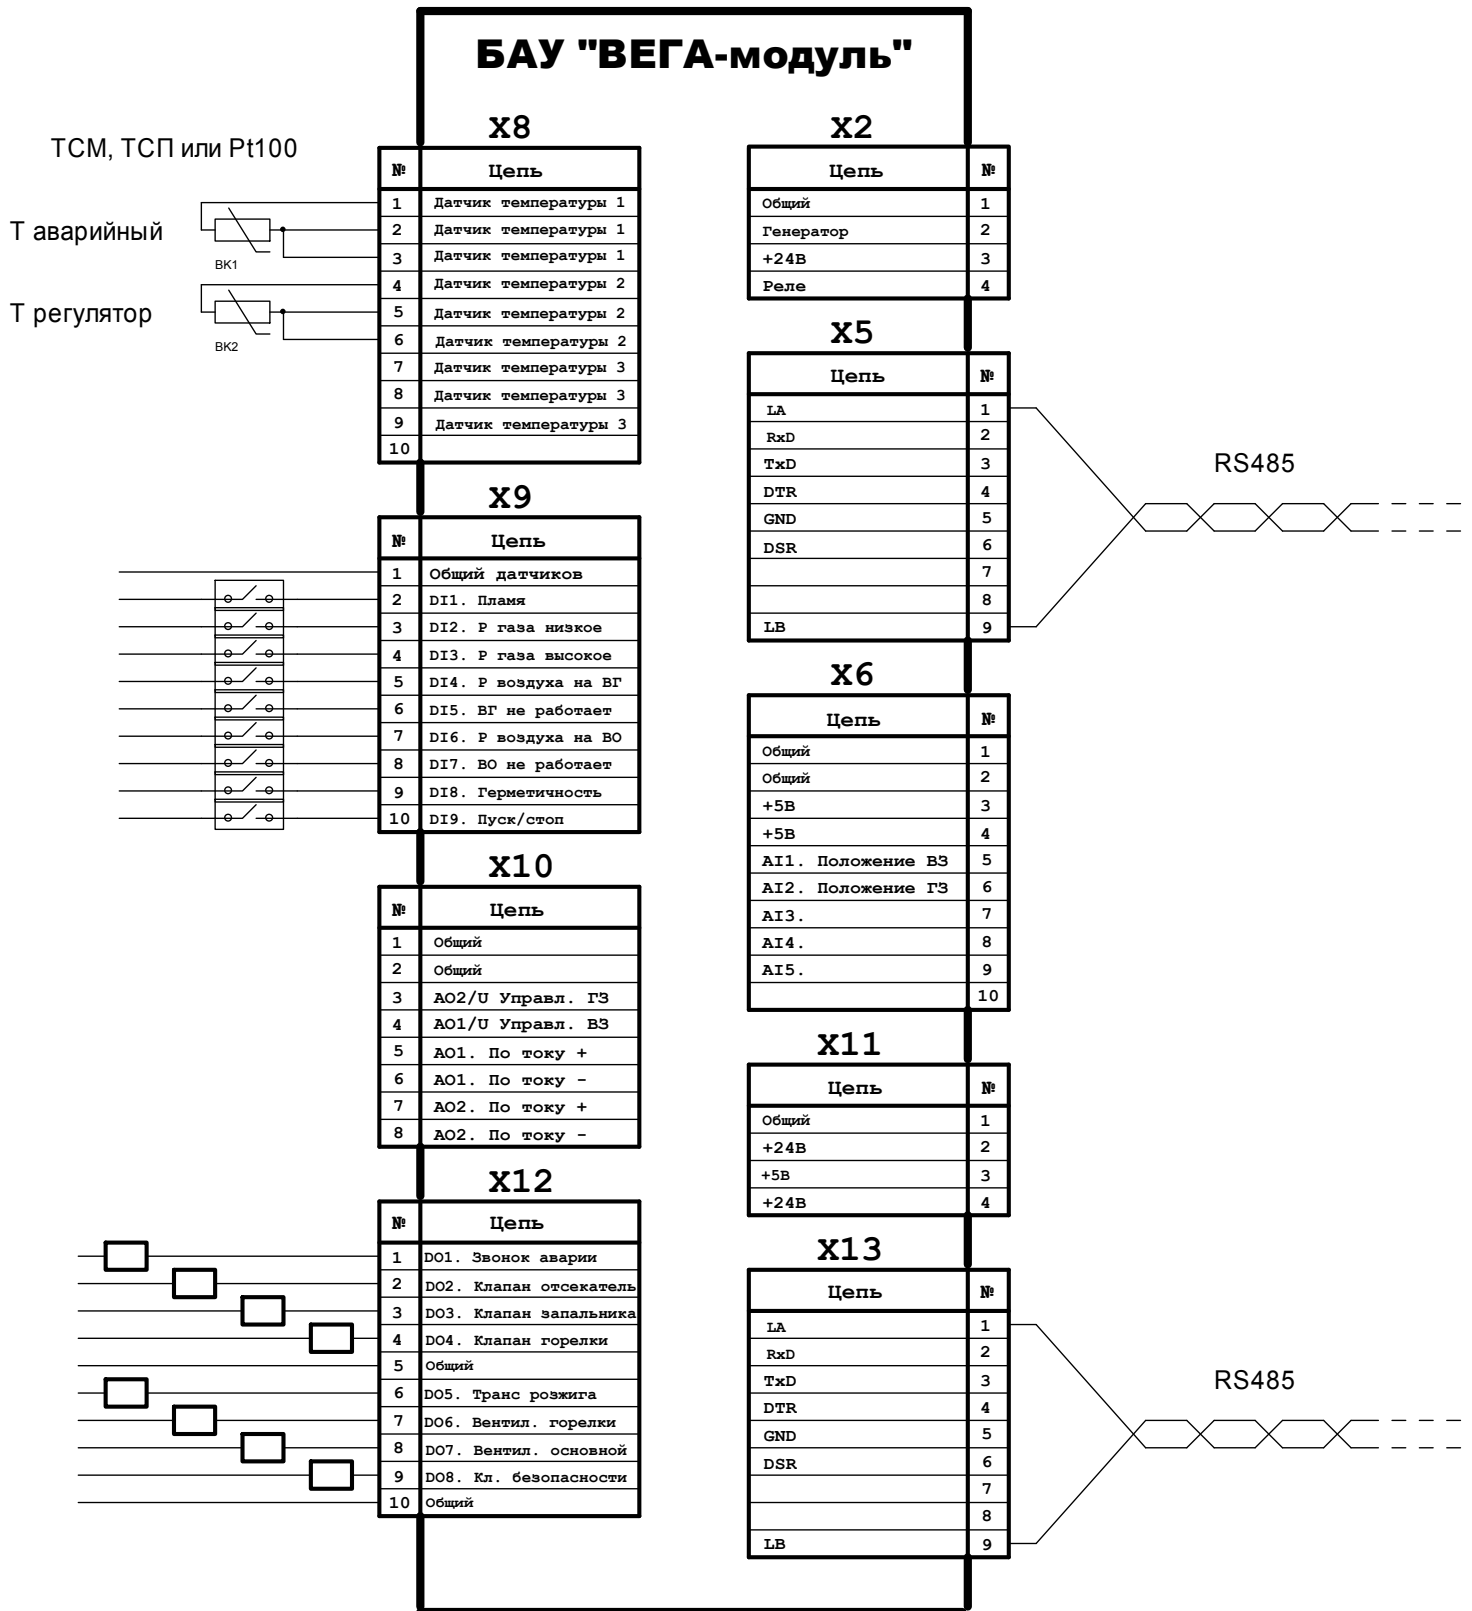 БАУ "ВЕГА-модуль"
ТСМ, ТСП или Pt100
Т аварийный
BK1
Т регулятор
BK2
X8
№ Цепь
1 Датчик температуры 1
2 Датчик температуры 1
3 Датчик температуры 1
4 Датчик температуры 2
5 Датчик температуры 2
6 Датчик температуры 2
7 Датчик температуры 3
8 Датчик температуры 3
9 Датчик температуры 3
10
X9
№ Цепь
1 Общий датчиков
2 DI1. Пламя
3 DI2. Р газа низкое
4 DI3. Р газа высокое
5 DI4. Р воздуха на ВГ
6 DI5. ВГ не работает
7 DI6. Р воздуха на ВО
8 DI7. ВО не работает
9 DI8. Герметичность
10 DI9. Пуск/стоп
X10
№ Цепь
1 Общий
2 Общий
3 AO2/U Управл. ГЗ
4 AO1/U Управл. ВЗ
5 AO1. По току +
6 AO1. По току -
7 AO2. По току +
8 AO2. По току -
X12
№ Цепь
1 DO1. Звонок аварии
2 DO2. Клапан отсекатель
3 DO3. Клапан запальника
4 DO4. Клапан горелки
5 Общий
6 DO5. Транс розжига
7 DO6. Вентил. горелки
8 DO7. Вентил. основной
9 DO8. Кл. безопасности
10 Общий
X2
Цепь №
Общий 1
Генератор 2
+24В 3
Реле 4
X5
Цепь №
LA 1
RxD 2
TxD 3
DTR 4
GND 5
DSR 6
7
8
LB 9
RS485
X6
Цепь №
Общий 1
Общий 2
+5В 3
+5В 4
AI1. Положение ВЗ 5
AI2. Положение ГЗ 6
AI3. 7
AI4. 8
AI5. 9
10
X11
Цепь №
Общий 1
+24В 2
+5В 3
+24В 4
X13
Цепь №
LA 1
RxD 2
TxD 3
DTR 4
GND 5
DSR 6
7
8
LB 9
RS485